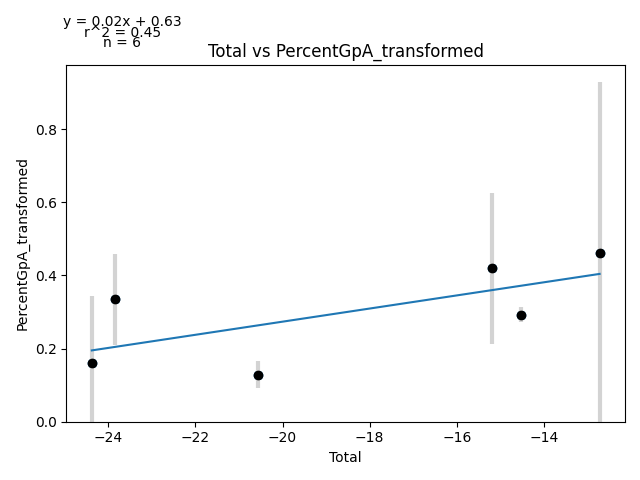 y = 0.02x + 0.63
r^2 = 0.45
n = 6
Total vs PercentGpA_transformed
PercentGpA_transformed
0.8
0.6
0.4
0.2
0.0
−24
−22
−20
−18
−16
−14
Total